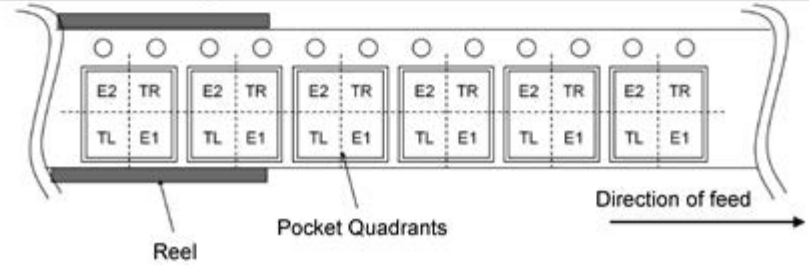 E2 TR E2 TR E2 TR E2 TR E2 TR E2 TR
TL E1 TL E1 TL E1 TL E1 TL E1 TL E1
Direction of feed
Pocket Quadrants
Reel